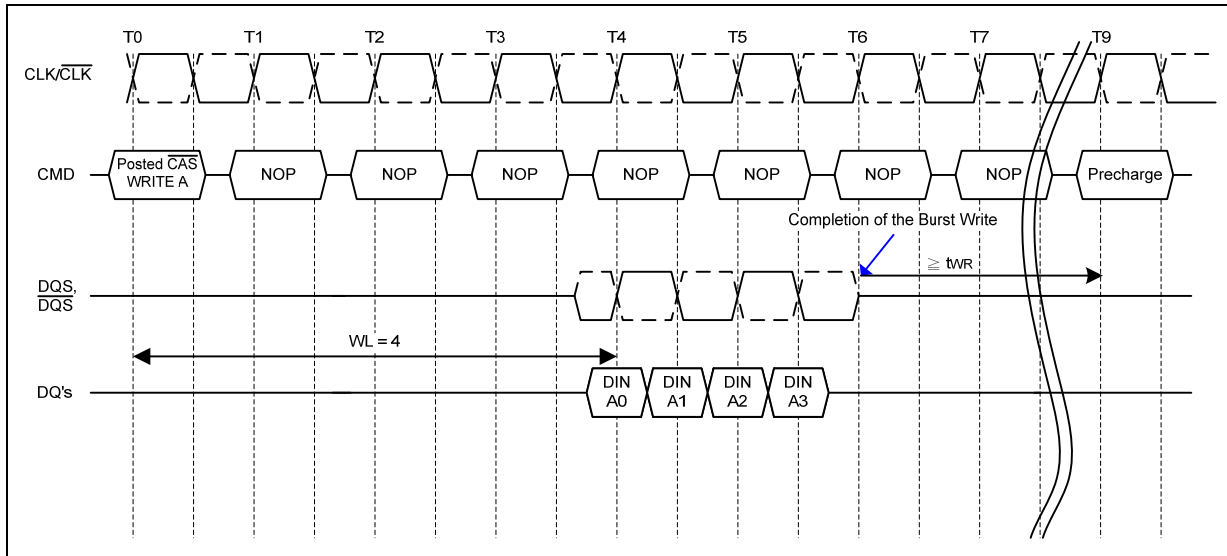 T0 T1 T2 T3 T4 T5 T6 T7 T9
CLK/CLK
CMD
Posted CAS
WRITE A
NOP NOP NOP NOP NOP NOP NOP Precharge
Completion of the Burst Write
≧ tWR
DQS,
DQS
WL = 4
DQ's
DIN DIN DIN DIN
A0 A1 A2 A3